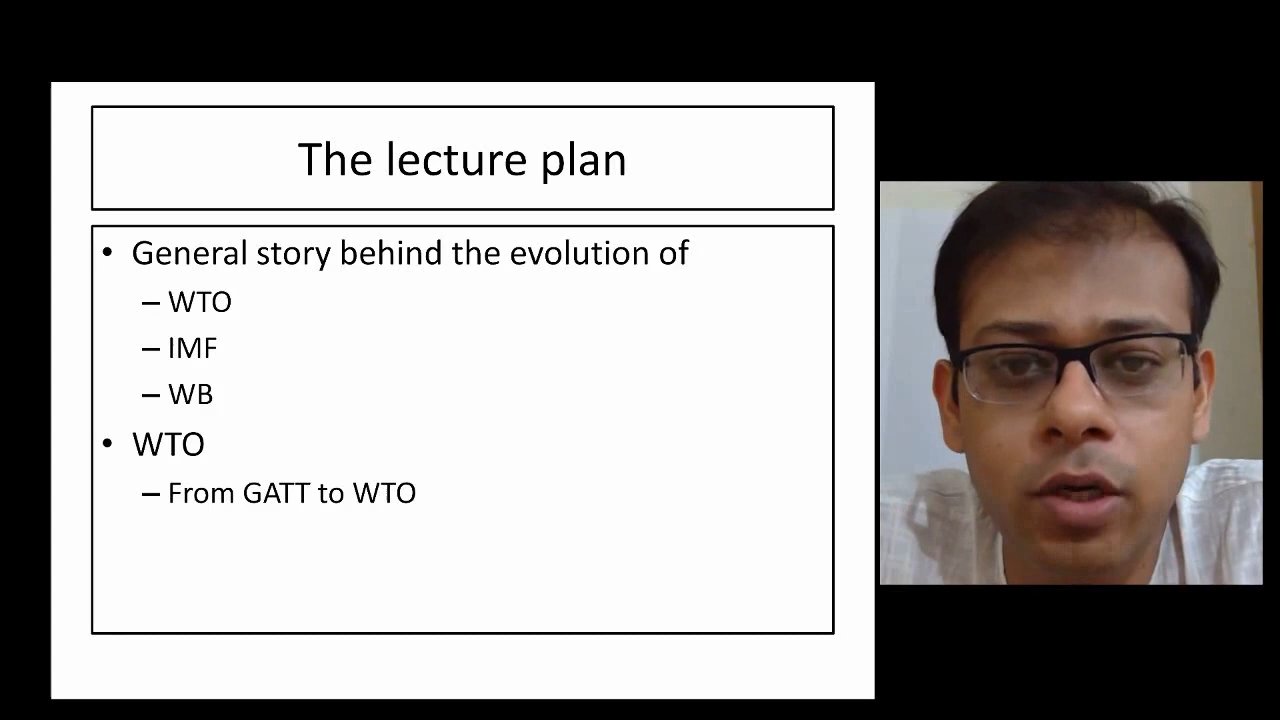 The lecture plan
• General story behind the evolution of
– WTO
– IMF
– WB
• WTO
– From GATT to WTO